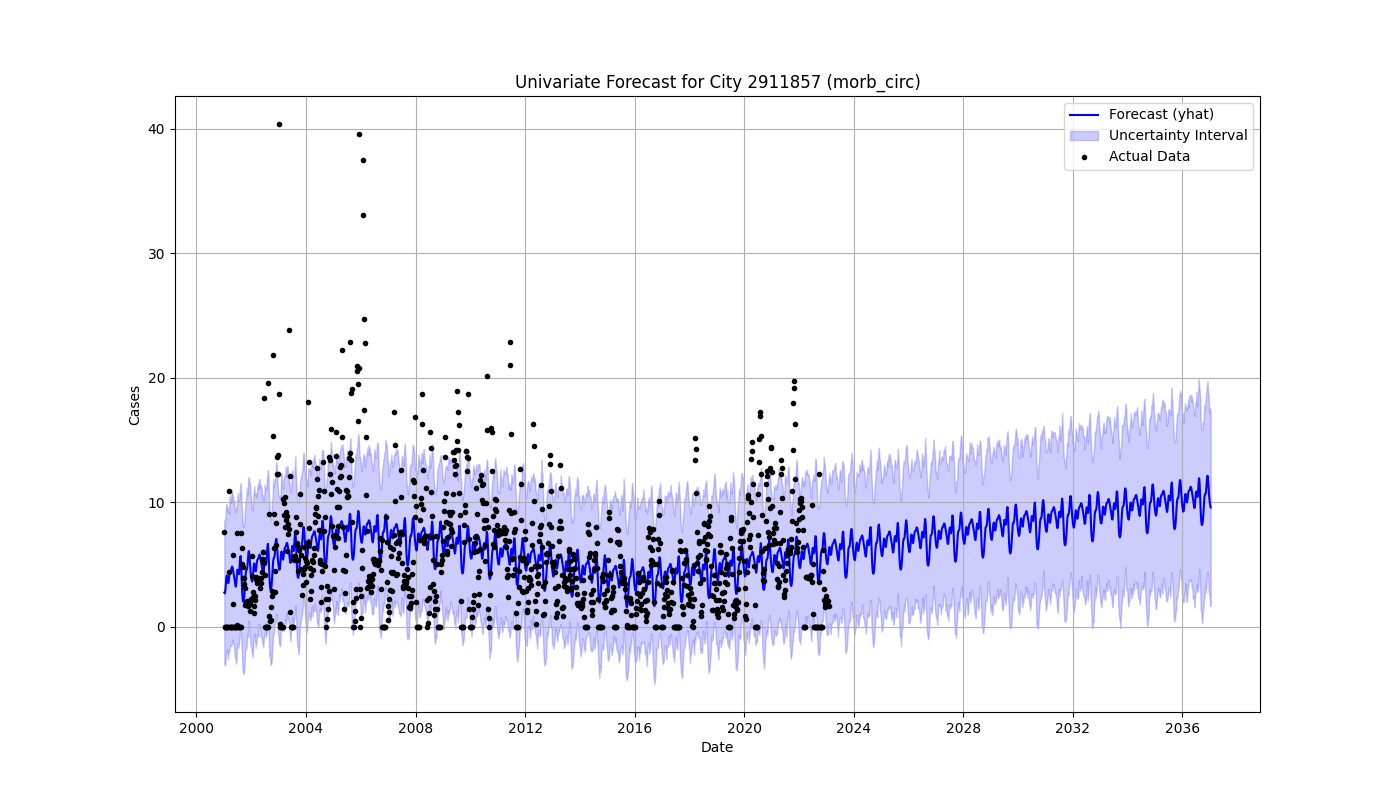 Univariate Forecast for City 2911857 (morb_circ)
Forecast (yhat)
Uncertainty Interval
Actual Data
Cases
40
30
20
10
0
2000 2004 2008 2012 2016 2020 2024 2028 2032 2036
Date